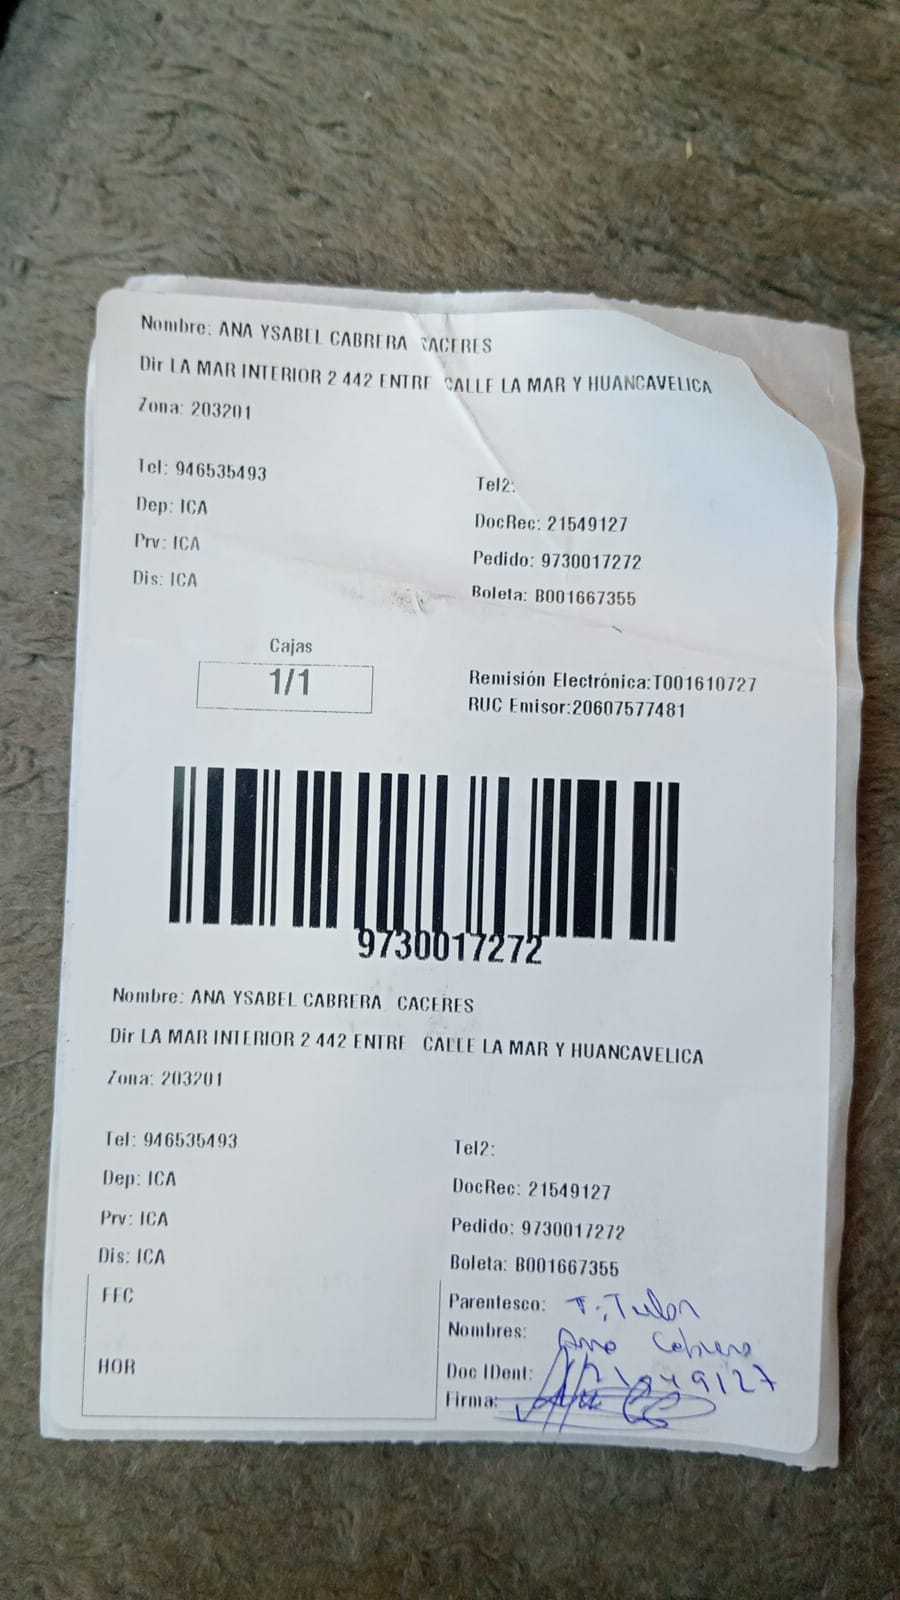 Nombre: ANA YSABEL CABRERA CACERES
Dir LA MAR INTERIOR 2 442 ENTRE CALLE LA MAR Y HUANCAVELICA
Zona: 203201
Tel: 946535493
Tel2:
Dep: ICA
DocRec: 21549127
Prv: ICA
Pedido: 9730017272
Dis: ICA
Boleta: B001667355
Cajas
1/1
Remisión Electrónica:T001610727
RUC Emisor:20607577481
9730017272
Nombre: ANA YSABEL CABRERA CACERES
Dir LA MAR INTERIOR 2 442 ENTRE CALLE LA MAR Y HUANCAVELICA
Zona: 203201
Tel: 946535493
Tel2:
Dep: ICA
DocRec: 21549127
Prv: ICA
Pedido: 9730017272
Dis: ICA
Boleta: B001667355
FEC
Parentesco: T.Tular
Nombres: Ana Cabrera
HOR
Doc IDent:
Firma: